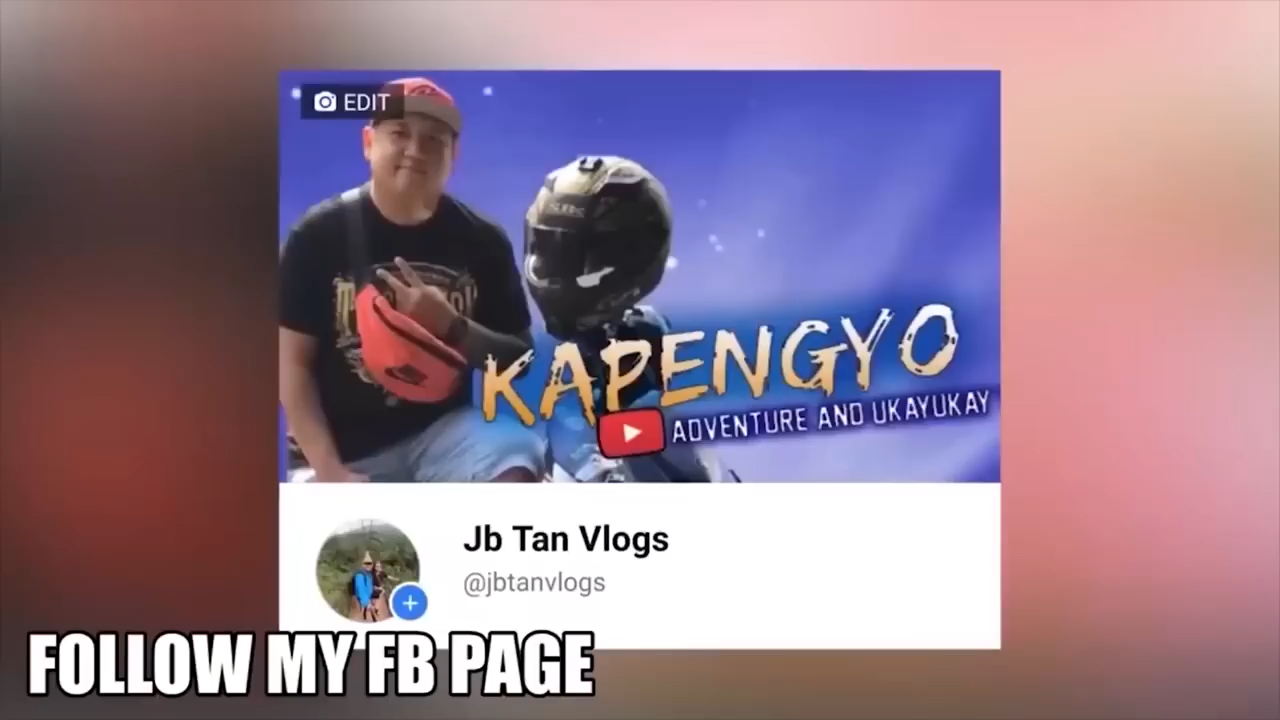 EDIT
KAPENGYO
ADVENTURE AND UKAYUKAY
Jb Tan Vlogs
@jbtanvlogs
FOLLOW MY FB PAGE